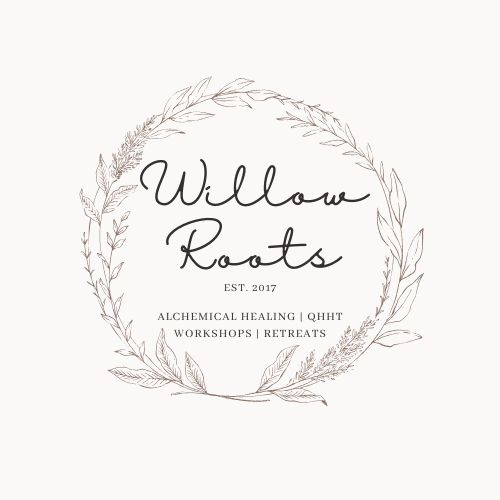 Willow
Roots
EST. 2017
ALCHEMICAL HEALING | QHHT
WORKSHOPS | RETREATS